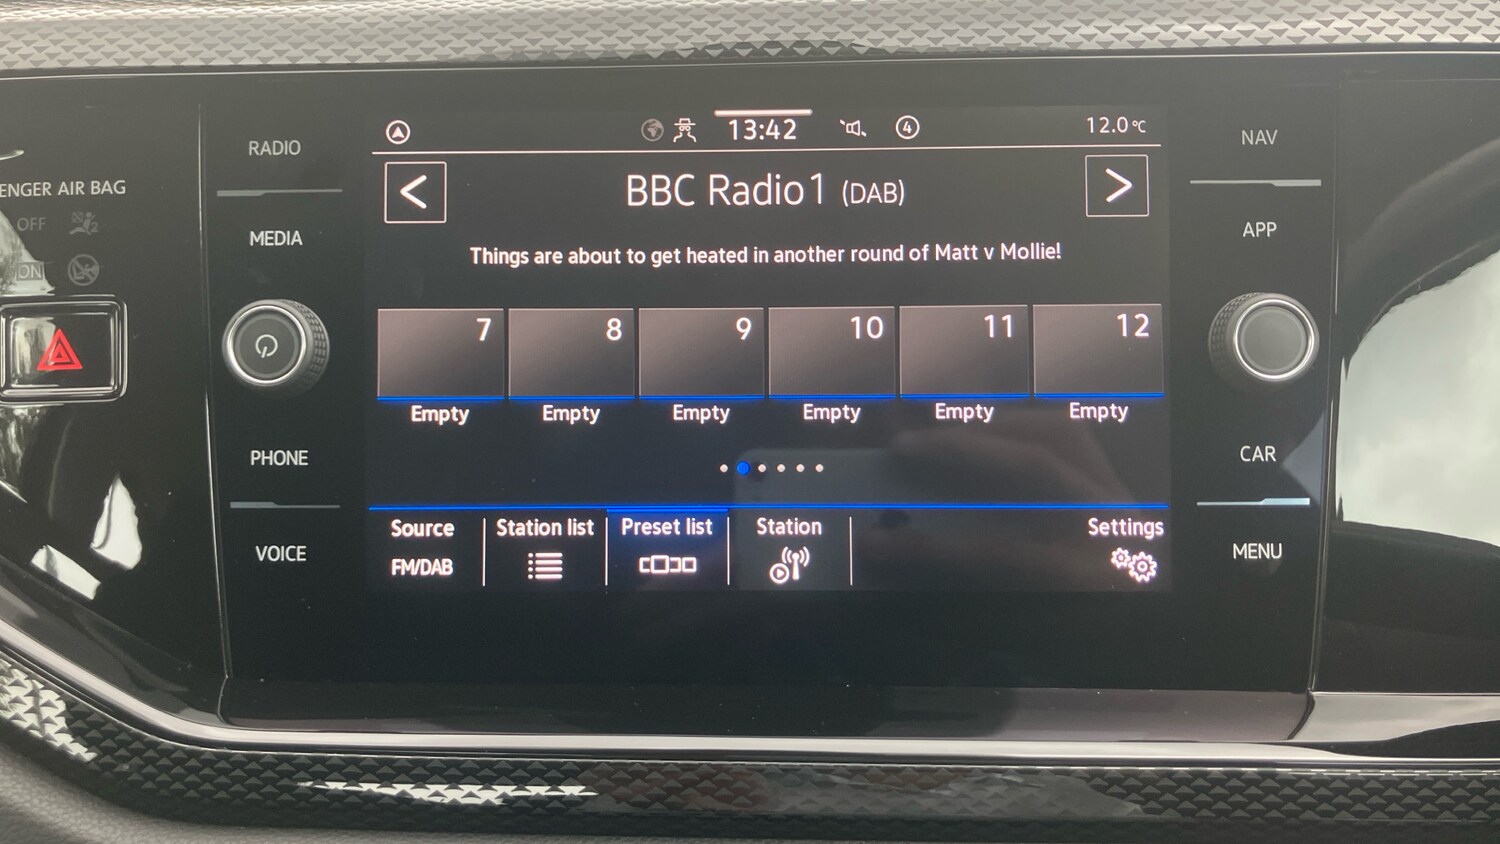 RADIO
MEDIA
PHONE
VOICE
ENGER AIR BAG
OFF
ON
13:42
4
12.0°C
< BBC Radio1 (DAB) >
Things are about to get heated in another round of Matt v Mollie!
7 8 9 10 11 12
Empty Empty Empty Empty Empty Empty
Source Station list Preset list Station Settings
FM/DAB
NAV
APP
CAR
MENU